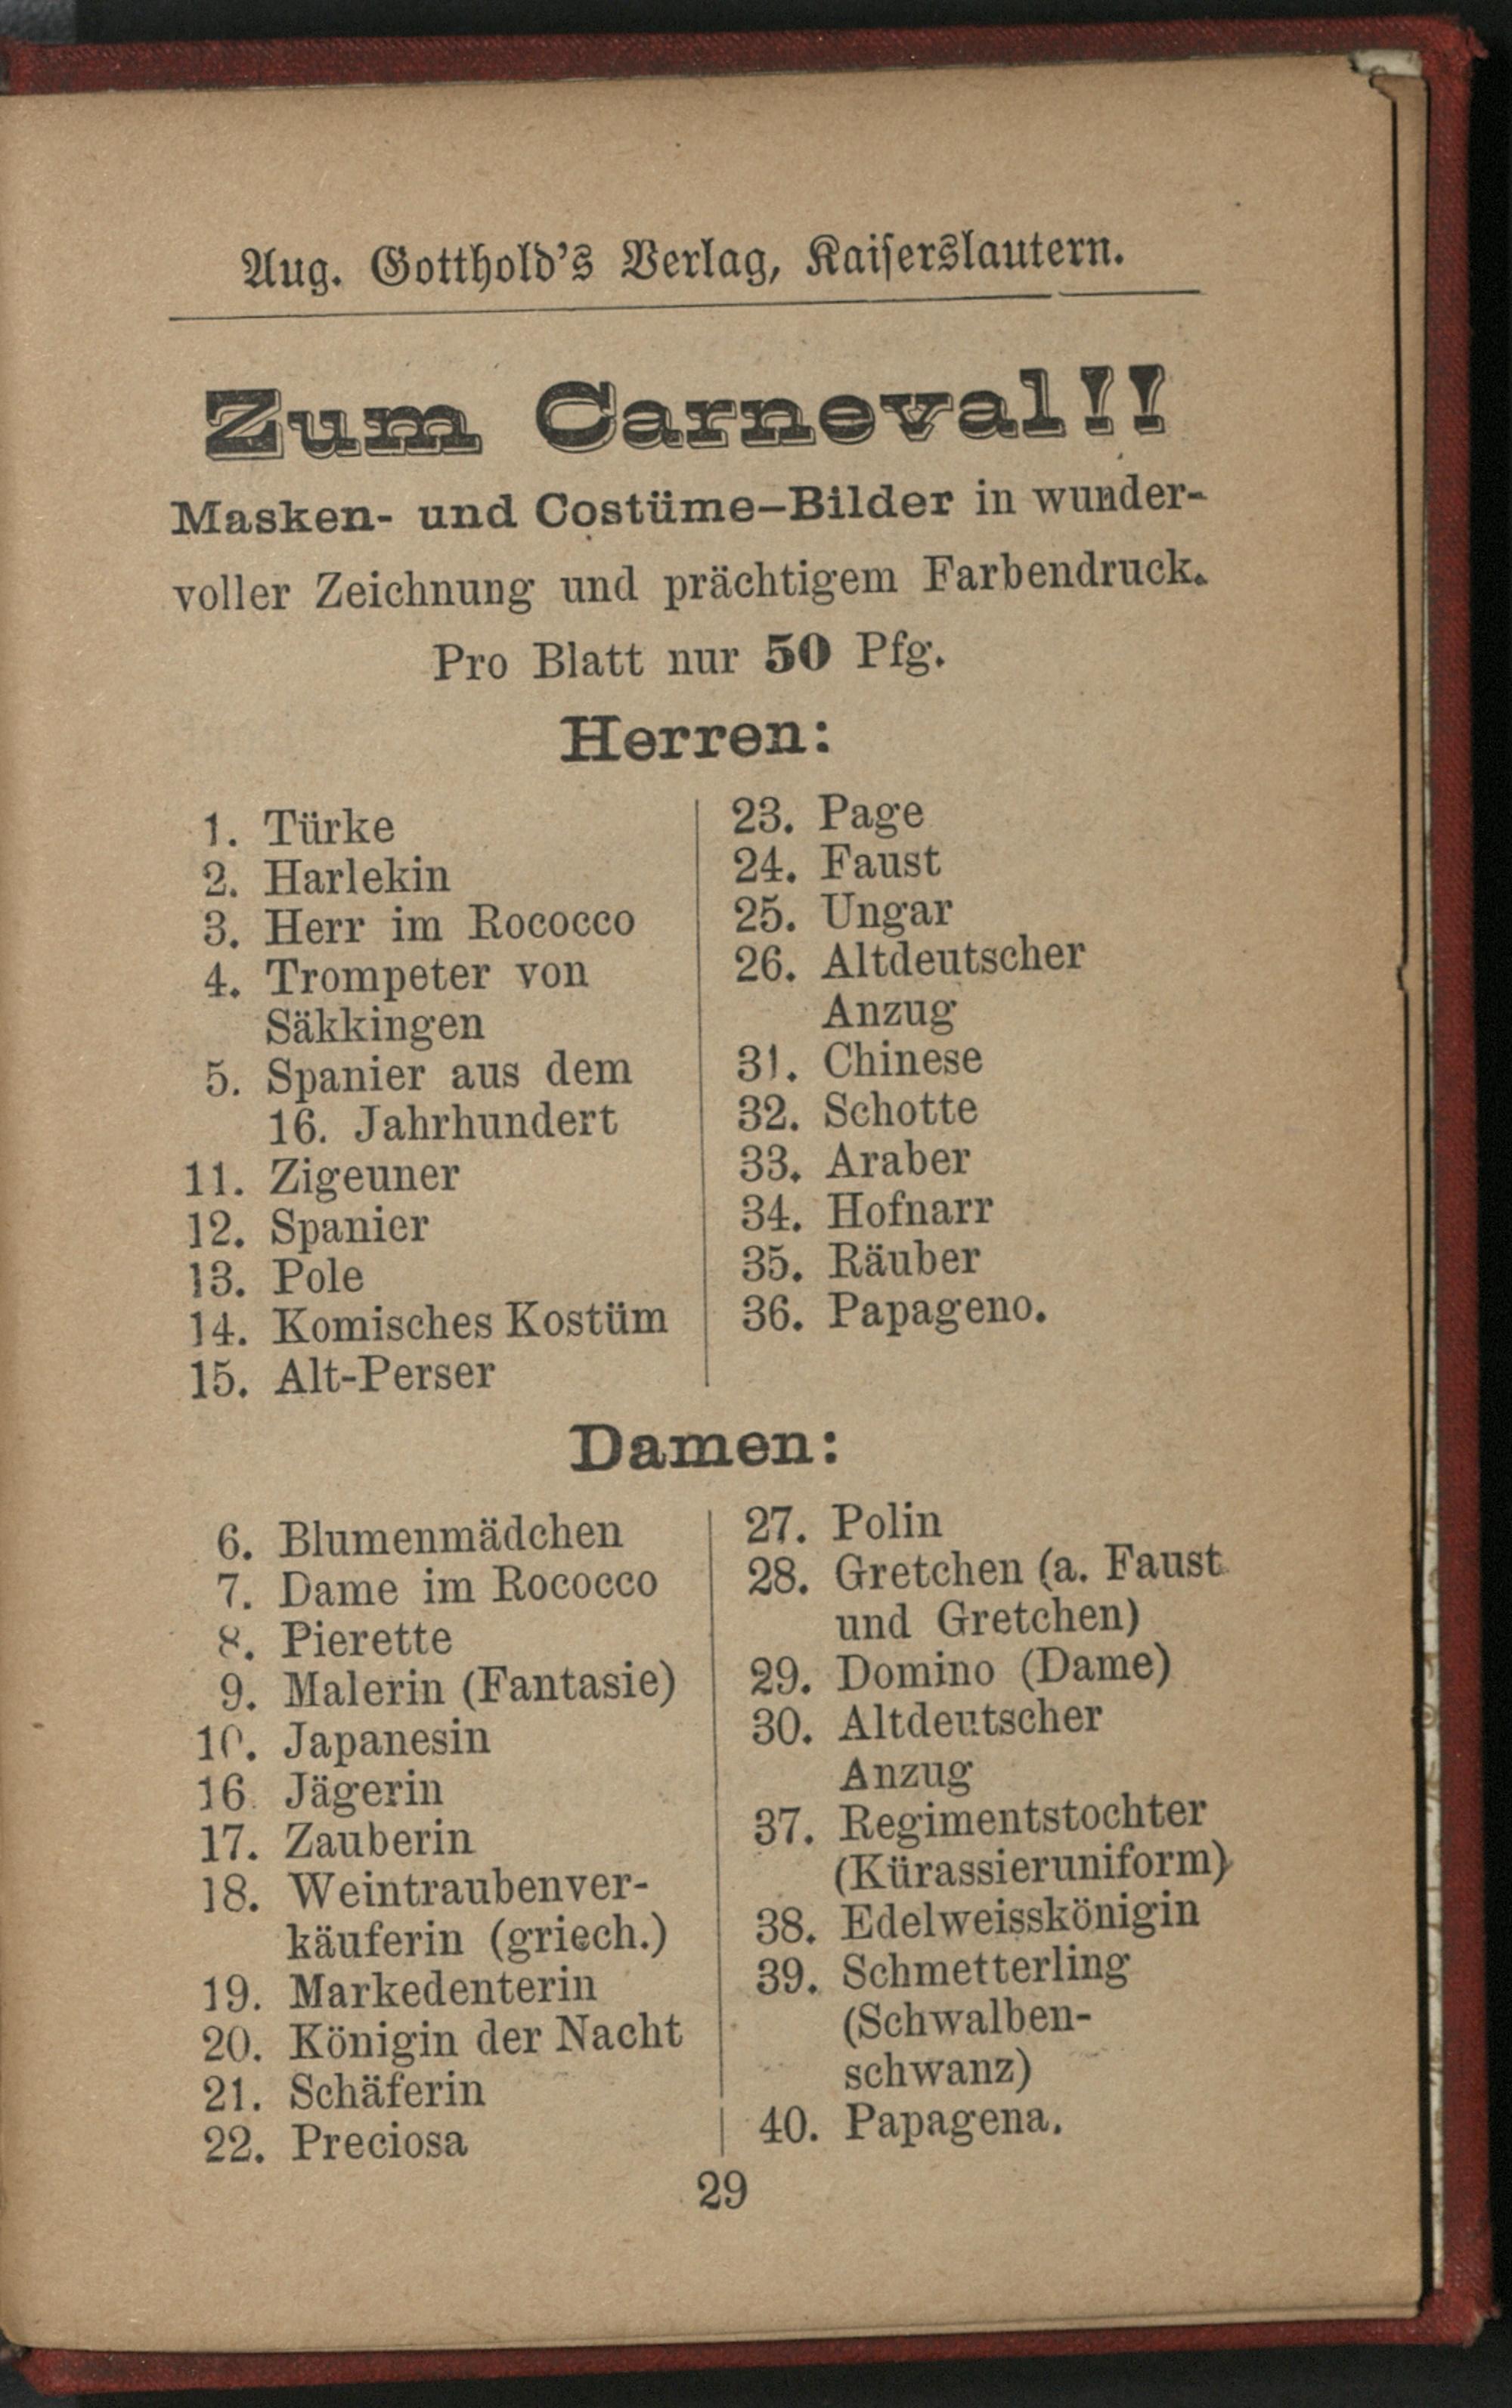 Aug. Gotthold's Verlag, Kaiserslautern.
Zum Carneval!!
Masken- und Costüme-Bilder in wunder-
voller Zeichnung und prächtigem Farbendruck.
Pro Blatt nur 50 Pfg.
Herren:
1. Türke
2. Harlekin
3. Herr im Rococco
4. Trompeter von
Säkkingen
5. Spanier aus dem
16. Jahrhundert
11. Zigeuner
12. Spanier
13. Pole
14. Komisches Kostüm
15. Alt-Perser
23. Page
24. Faust
25. Ungar
26. Altdeutscher
Anzug
31. Chinese
32. Schotte
33. Araber
34. Hofnarr
35. Räuber
36. Papageno.
Damen:
6. Blumenmädchen
7. Dame im Rococco
8. Pierette
9. Malerin (Fantasie)
10. Japanesin
16. Jägerin
17. Zauberin
18. Weintraubenver-
käuferin (griech.)
19. Markedenterin
20. Königin der Nacht
21. Schäferin
22. Preciosa
27. Polin
28. Gretchen (a. Faust
und Gretchen)
29. Domino (Dame)
30. Altdeutscher
Anzug
37. Regimentstochter
(Kürassieruniform)
38. Edelweisskönigin
39. Schmetterling
(Schwalben-
schwanz)
40. Papagena.
29